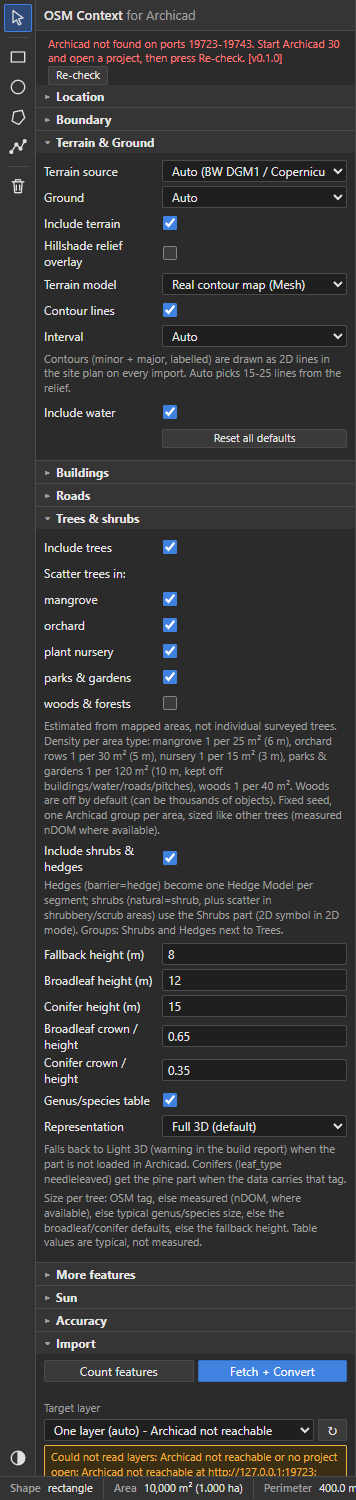 OSM Context for Archicad
Archicad not found on ports 19723-19743. Start Archicad 30
and open a project, then press Re-check. [v0.1.0]
Re-check
Location
Boundary
Terrain & Ground
Terrain source
Auto (BW DGM1 / Copernicu
Ground
Auto
Include terrain
Hillshade relief
overlay
Terrain model
Real contour map (Mesh)
Contour lines
Interval
Auto
Contours (minor + major, labelled) are drawn as 2D lines in
the site plan on every import. Auto picks 15-25 lines from the
relief.
Include water
Reset all defaults
Buildings
Roads
Trees & shrubs
Include trees
Scatter trees in:
mangrove
orchard
plant nursery
parks & gardens
woods & forests
Estimated from mapped areas, not individual surveyed trees.
Density per area type: mangrove 1 per 25 m² (6 m), orchard
rows 1 per 30 m² (5 m), nursery 1 per 15 m² (3 m), parks &
gardens 1 per 120 m² (10 m, kept off
buildings/water/roads/pitches), woods 1 per 40 m². Woods
are off by default (can be thousands of objects). Fixed seed,
one Archicad group per area, sized like other trees (measured
nDOM where available).
Include shrubs &
hedges
Hedges (barrier=hedge) become one Hedge Model per
segment; shrubs (natural=shrub, plus scatter in
shrubbery/scrub areas) use the Shrubs part (2D symbol in 2D
mode). Groups: Shrubs and Hedges next to Trees.
Fallback height (m)
8
Broadleaf height (m)
12
Conifer height (m)
15
Broadleaf crown /
height
0.65
Conifer crown /
height
0.35
Genus/species table
Representation
Full 3D (default)
Falls back to Light 3D (warning in the build report) when the
part is not loaded in Archicad. Conifers (leaf_type
needleleaved) get the pine part when the data carries that tag.
Size per tree: OSM tag, else measured (nDOM, where
available), else typical genus/species size, else the
broadleaf/conifer defaults, else the fallback height. Table
values are typical, not measured.
More features
Sun
Accuracy
Import
Count features
Fetch + Convert
Target layer
One layer (auto) - Archicad not reachable
Could not read layers: Archicad not reachable or no project
open: Archicad not reachable at http://127.0.0.1:19723:
Shape rectangle Area 10,000 m² (1.000 ha) Perimeter 400.0 m